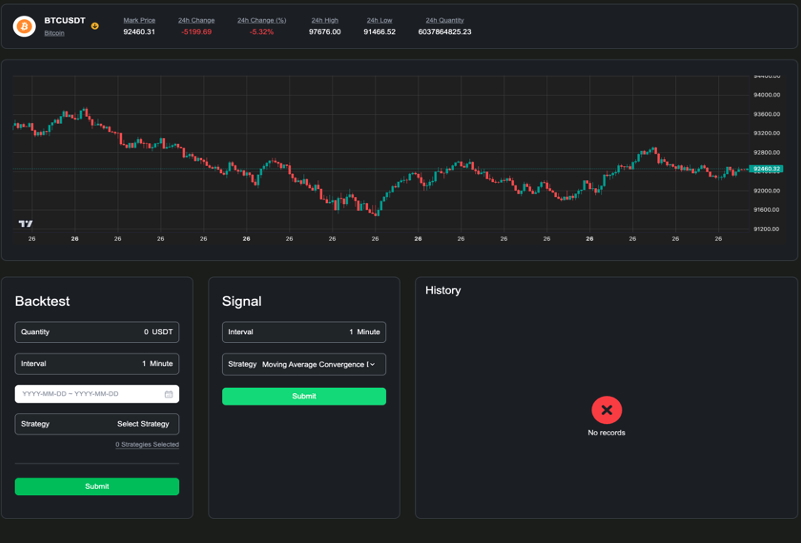 BTCUSDT
Bitcoin
Mark Price
92460.31
24h Change
-5199.69
24h Change (%)
-5.32%
24h High
97676.00
24h Low
91466.52
24h Quantity
6037864825.23
94400.00
94000.00
93600.00
93200.00
92800.00
92460.32
92400.00
92000.00
91600.00
91200.00
26 26 26 26 26 26 26 26 26 26 26 26 26 26 26 26 26
Backtest
Quantity 0 USDT
Interval 1 Minute
YYYY-MM-DD ~ YYYY-MM-DD
Strategy Select Strategy
0 Strategies Selected
Submit
Signal
Interval 1 Minute
Strategy Moving Average Convergence
Submit
History
No records